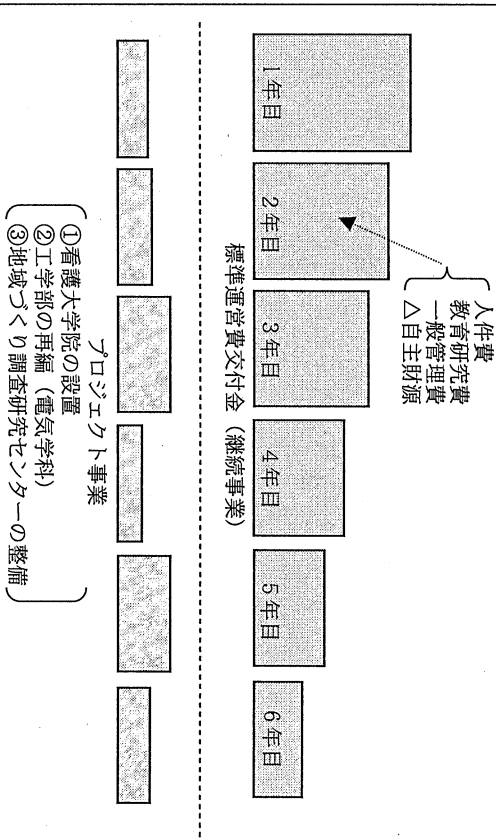 人件費
教育研究費
一般管理費
△自主財源
1年目
2年目
3年目
4年目
5年目
6年目
標準運営費交付金（継続事業）
プロジェクト事業
①看護大学院の設置
②工学部の再編（電気学科）
③地域づくり調査研究センターの整備